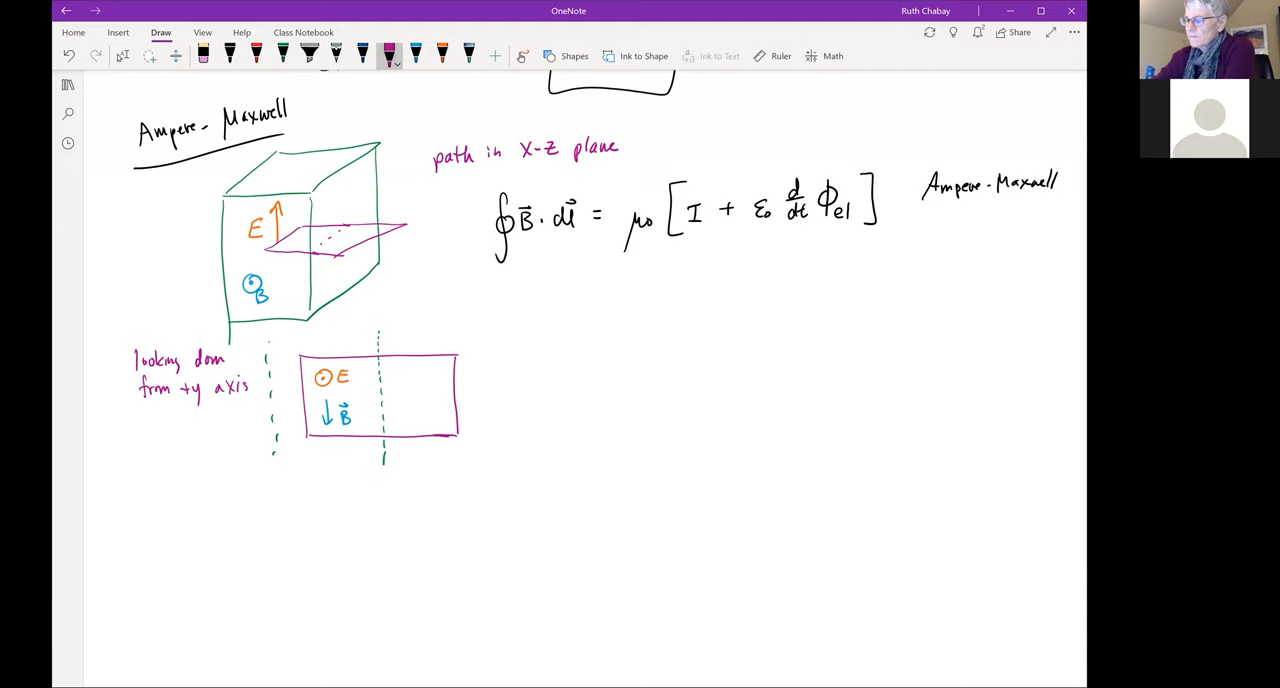 OneNote
Ruth Chabay
Home Insert Draw View Help Class Notebook
Share
Shapes Ink to Shape Ink to Text Ruler Math
Ampere-Maxwell
path in x-z plane
Ampere-Maxwell
∮ B⃗ · dl⃗ = μ₀ [ I + ε₀ d/dt Φel ]
E
B
looking down
from +y axis
E
B⃗